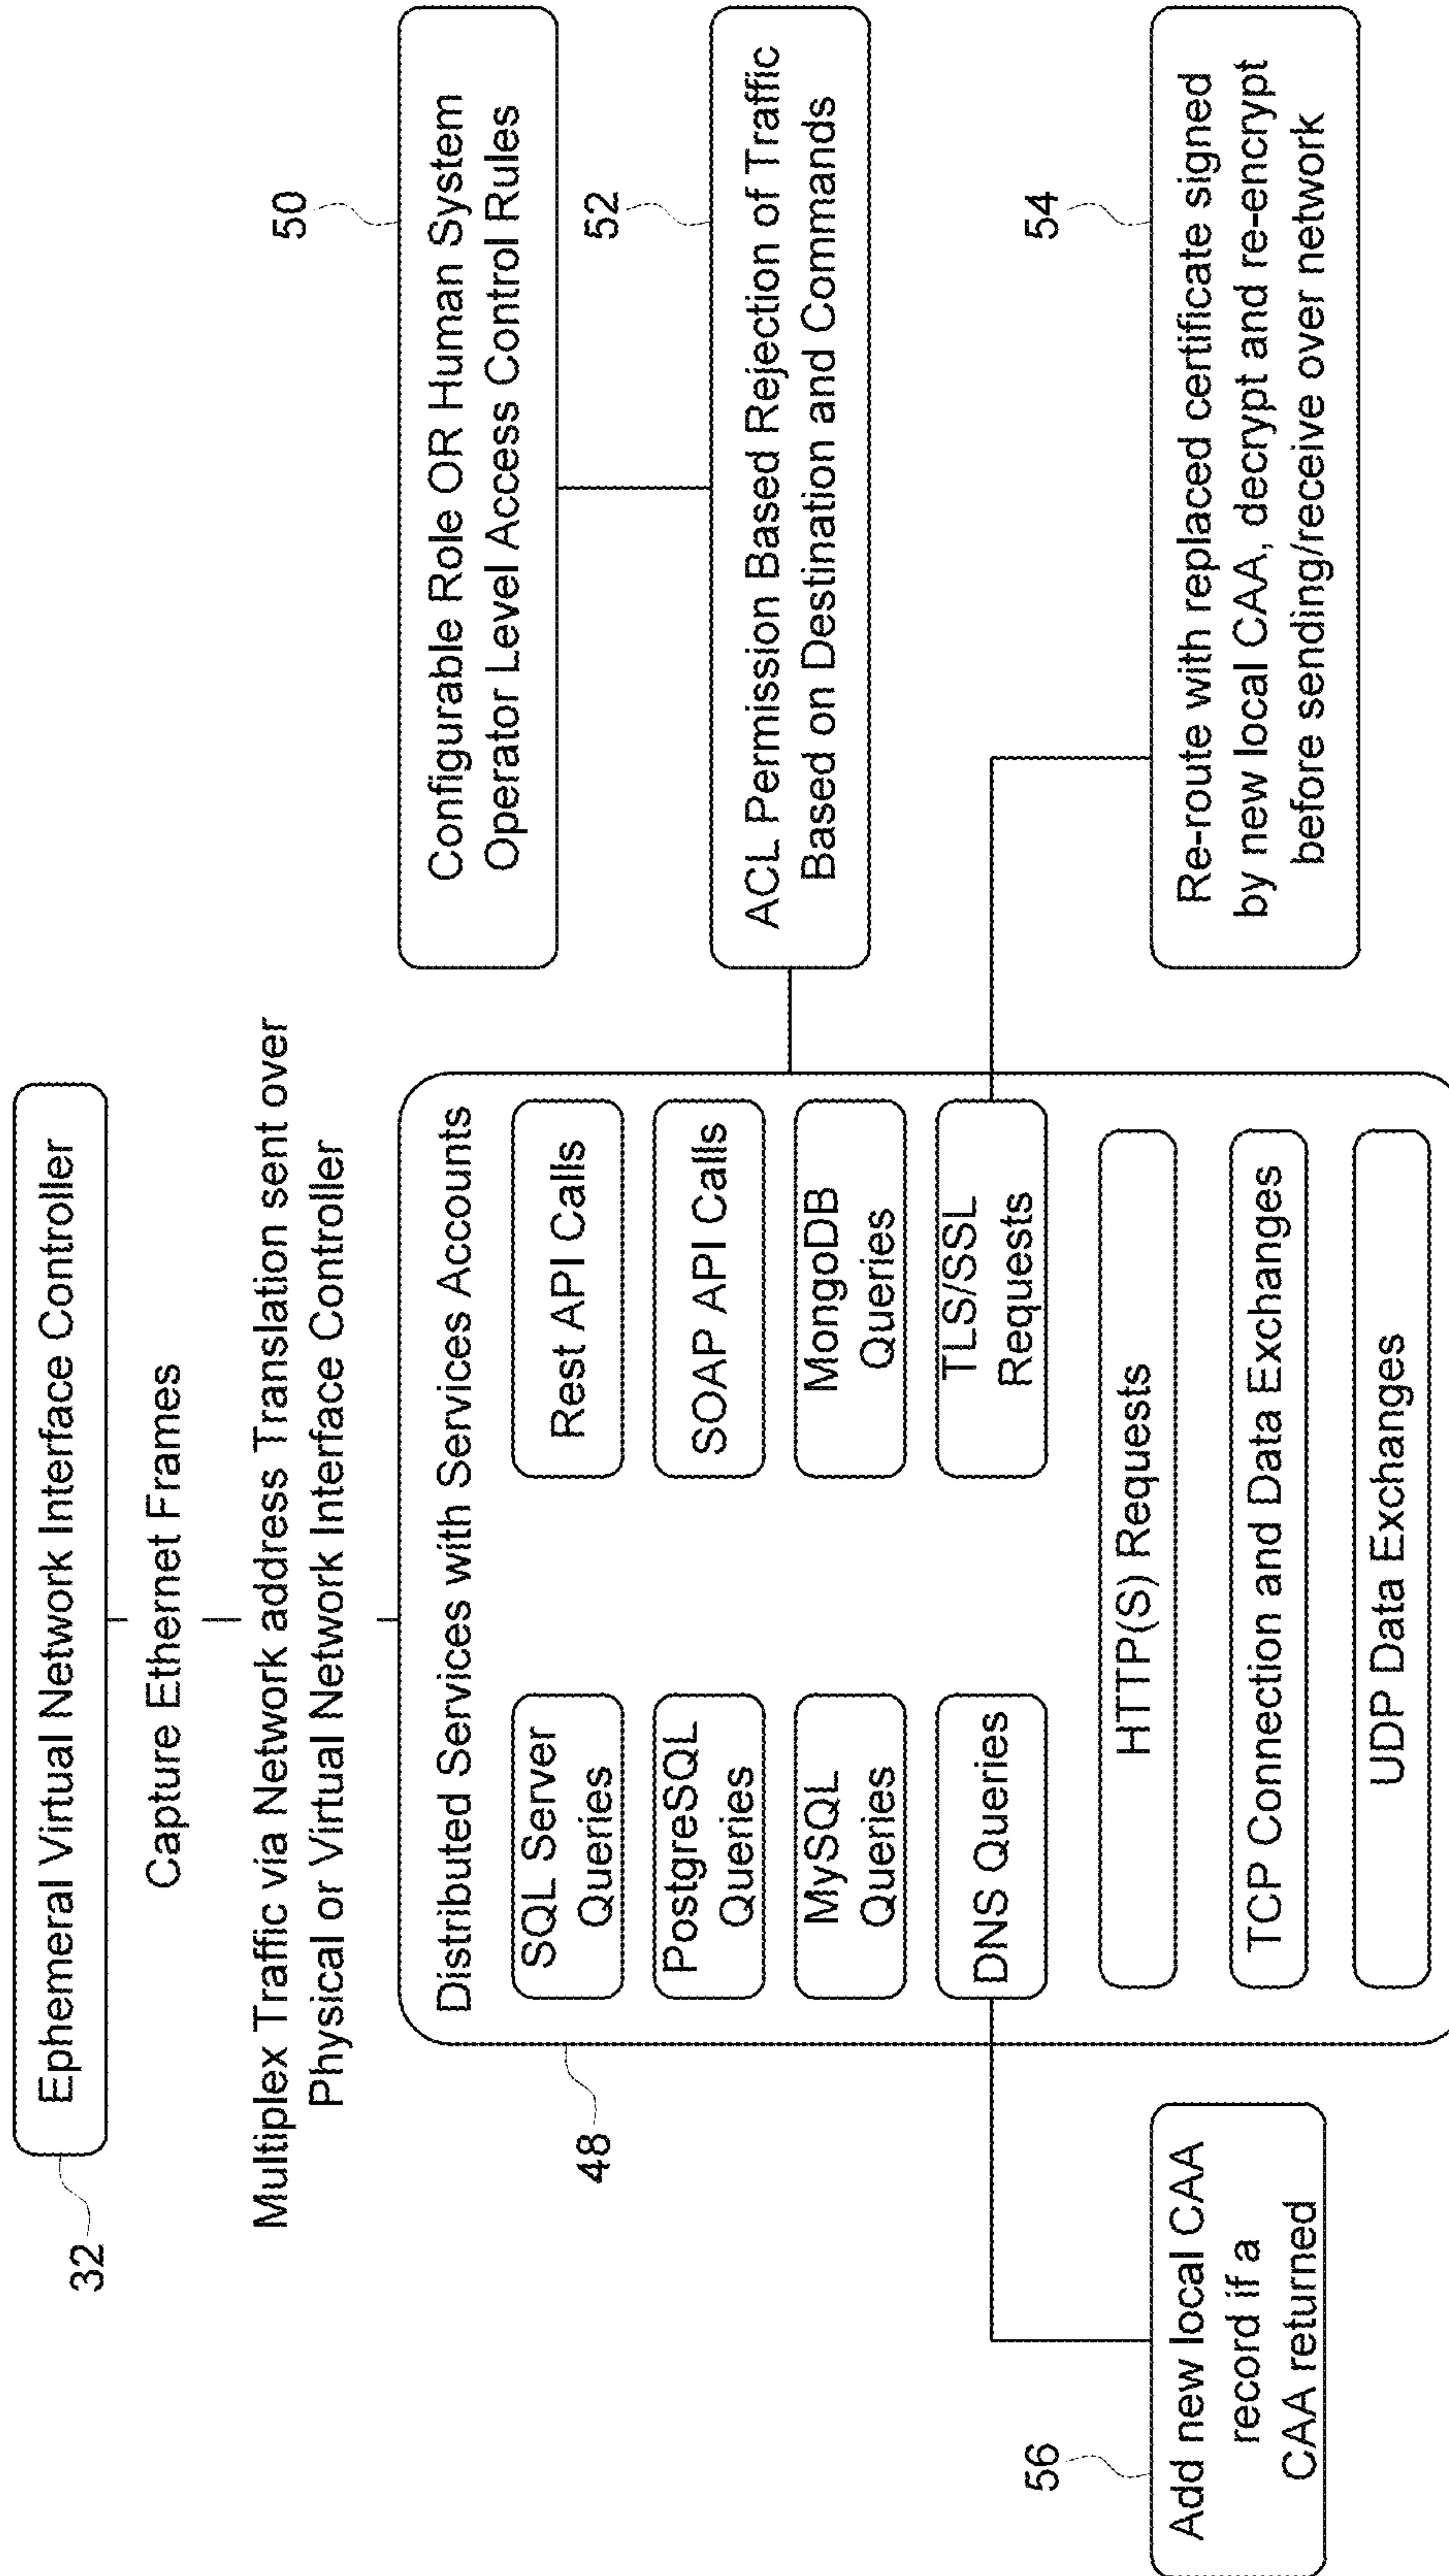 32
Ephemeral Virtual Network Interface Controller
Capture Ethernet Frames
Multiplex Traffic via Network address Translation sent over
Physical or Virtual Network Interface Controller
48
Distributed Services with Services Accounts
SQL Server
Queries
Rest API Calls
PostgreSQL
Queries
SOAP API Calls
MySQL
Queries
MongoDB
Queries
DNS Queries
TLS/SSL
Requests
HTTP(S) Requests
TCP Connection and Data Exchanges
UDP Data Exchanges
50
Configurable Role OR Human System
Operator Level Access Control Rules
52
ACL Permission Based Rejection of Traffic
Based on Destination and Commands
54
Re-route with replaced certificate signed
by new local CAA, decrypt and re-encrypt
before sending/receive over network
56
Add new local CAA
record if a
CAA returned